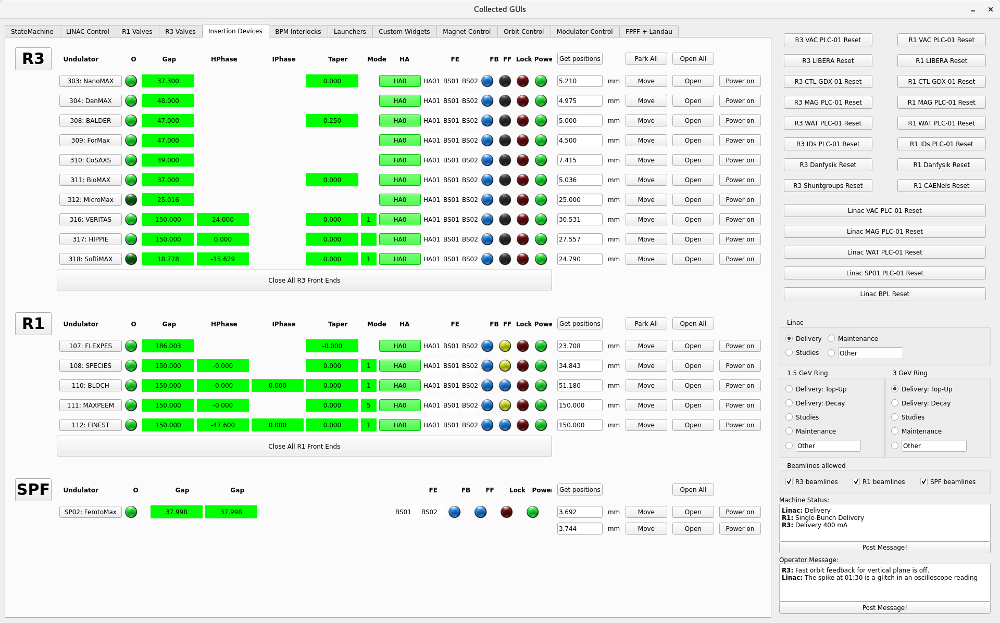 Collected GUIs
StateMachine LINAC Control R1 Valves R3 Valves Insertion Devices BPM Interlocks Launchers Custom Widgets Magnet Control Orbit Control Modulator Control FPFF + Landau
R3 Undulator O Gap HPhase IPhase Taper Mode HA FE FB FF Lock Powe Get positions Park All Open All
303: NanoMAX 37.300 0.000 HA0 HA01 BS01 BS02 5.210 mm Move Open Power on
304: DanMAX 48.000 HA0 HA01 BS01 BS02 4.975 mm Move Open Power on
308: BALDER 47.000 0.250 HA0 HA01 BS01 BS02 5.000 mm Move Open Power on
309: ForMax 47.000 HA0 HA01 BS01 BS02 4.500 mm Move Open Power on
310: CoSAXS 49.000 HA0 HA01 BS01 BS02 7.415 mm Move Open Power on
311: BioMAX 37.000 0.000 HA0 HA01 BS01 BS02 5.036 mm Move Open Power on
312: MicroMax 25.016 HA0 HA01 BS01 BS02 25.000 mm Move Open Power on
316: VERITAS 150.000 24.000 0.000 1 HA0 HA01 BS01 BS02 30.531 mm Move Open Power on
317: HIPPIE 150.000 0.000 0.000 HA0 HA01 BS01 BS02 27.557 mm Move Open Power on
318: SoftiMAX 18.778 -15.629 0.000 1 HA0 HA01 BS01 BS02 24.790 mm Move Open Power on
Close All R3 Front Ends
R1 Undulator O Gap HPhase IPhase Taper Mode HA FE FB FF Lock Powe Get positions Park All Open All
107: FLEXPES 186.003 -0.000 HA0 HA01 BS01 BS02 23.708 mm Move Open Power on
108: SPECIES 150.000 -0.000 0.000 1 HA0 HA01 BS01 BS02 34.843 mm Move Open Power on
110: BLOCH 150.000 -0.000 0.000 0.000 1 HA0 HA01 BS01 BS02 51.180 mm Move Open Power on
111: MAXPEEM 150.000 -0.000 0.000 5 HA0 HA01 BS01 BS02 150.000 mm Move Open Power on
112: FINEST 150.000 -47.600 0.000 0.000 1 HA0 HA01 BS01 BS02 150.000 mm Move Open Power on
Close All R1 Front Ends
SPF Undulator O Gap Gap FE FB FF Lock Power Get positions Open All
SP02: FemtoMax 37.998 37.998 BS01 BS02 3.692 mm Move Open Power on
3.744 mm Move Open Power on
R3 VAC PLC-01 Reset R1 VAC PLC-01 Reset
R3 LIBERA Reset R1 LIBERA Reset
R3 CTL GDX-01 Reset R1 CTL GDX-01 Reset
R3 MAG PLC-01 Reset R1 MAG PLC-01 Reset
R3 WAT PLC-01 Reset R1 WAT PLC-01 Reset
R3 IDs PLC-01 Reset R1 IDs PLC-01 Reset
R3 Danfysik Reset R1 Danfysik Reset
R3 Shuntgroups Reset R1 CAENels Reset
Linac VAC PLC-01 Reset
Linac MAG PLC-01 Reset
Linac WAT PLC-01 Reset
Linac SP01 PLC-01 Reset
Linac BPL Reset
Linac
Delivery Maintenance
Studies Other
1.5 GeV Ring 3 GeV Ring
Delivery: Top-Up Delivery: Top-Up
Delivery: Decay Delivery: Decay
Studies Studies
Maintenance Maintenance
Other Other
Beamlines allowed
R3 beamlines R1 beamlines SPF beamlines
Machine Status:
Linac: Delivery
R1: Single-Bunch Delivery
R3: Delivery 400 mA
Post Message!
Operator Message:
R3: Fast orbit feedback for vertical plane is off.
Linac: The spike at 01:30 is a glitch in an oscilloscope reading
Post Message!